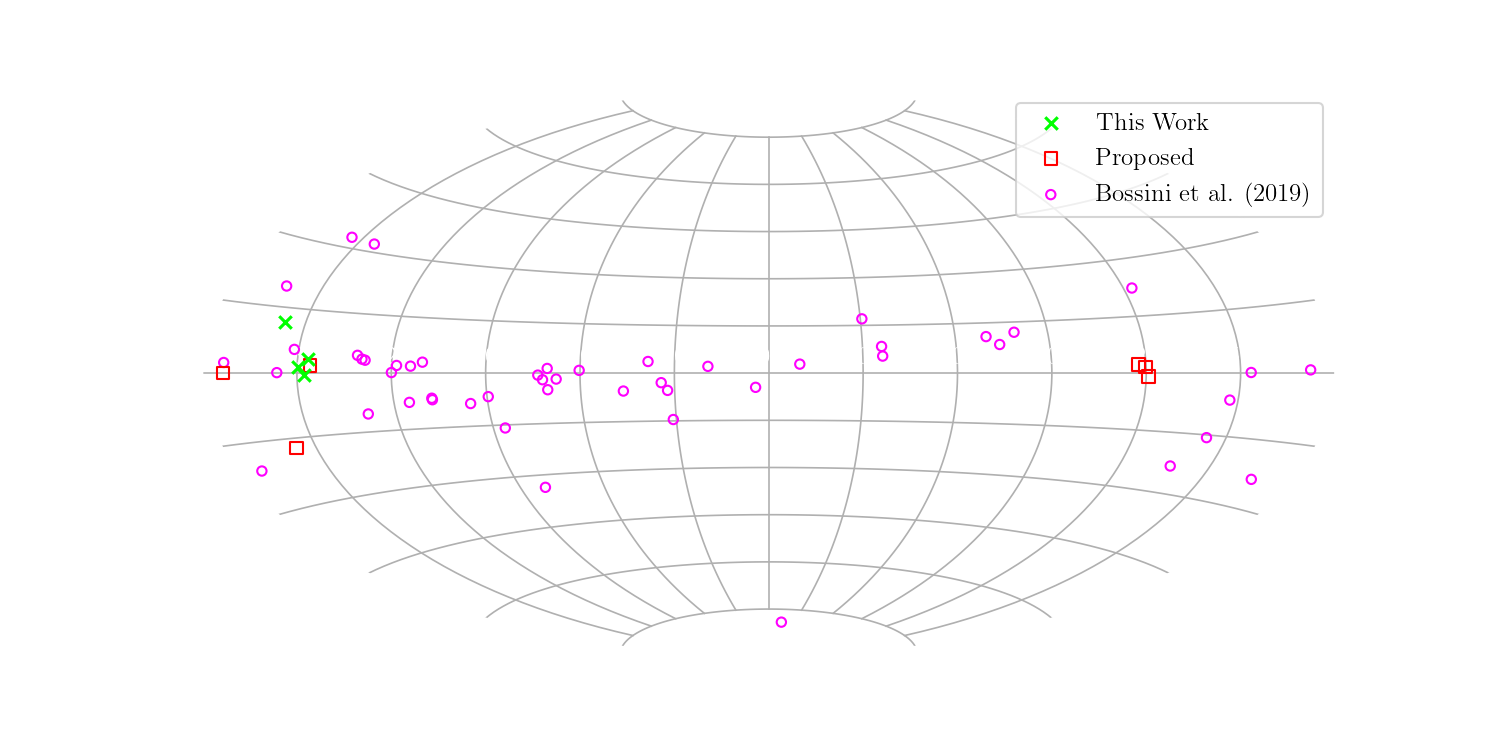 This Work
Proposed
Bossini et al. (2019)